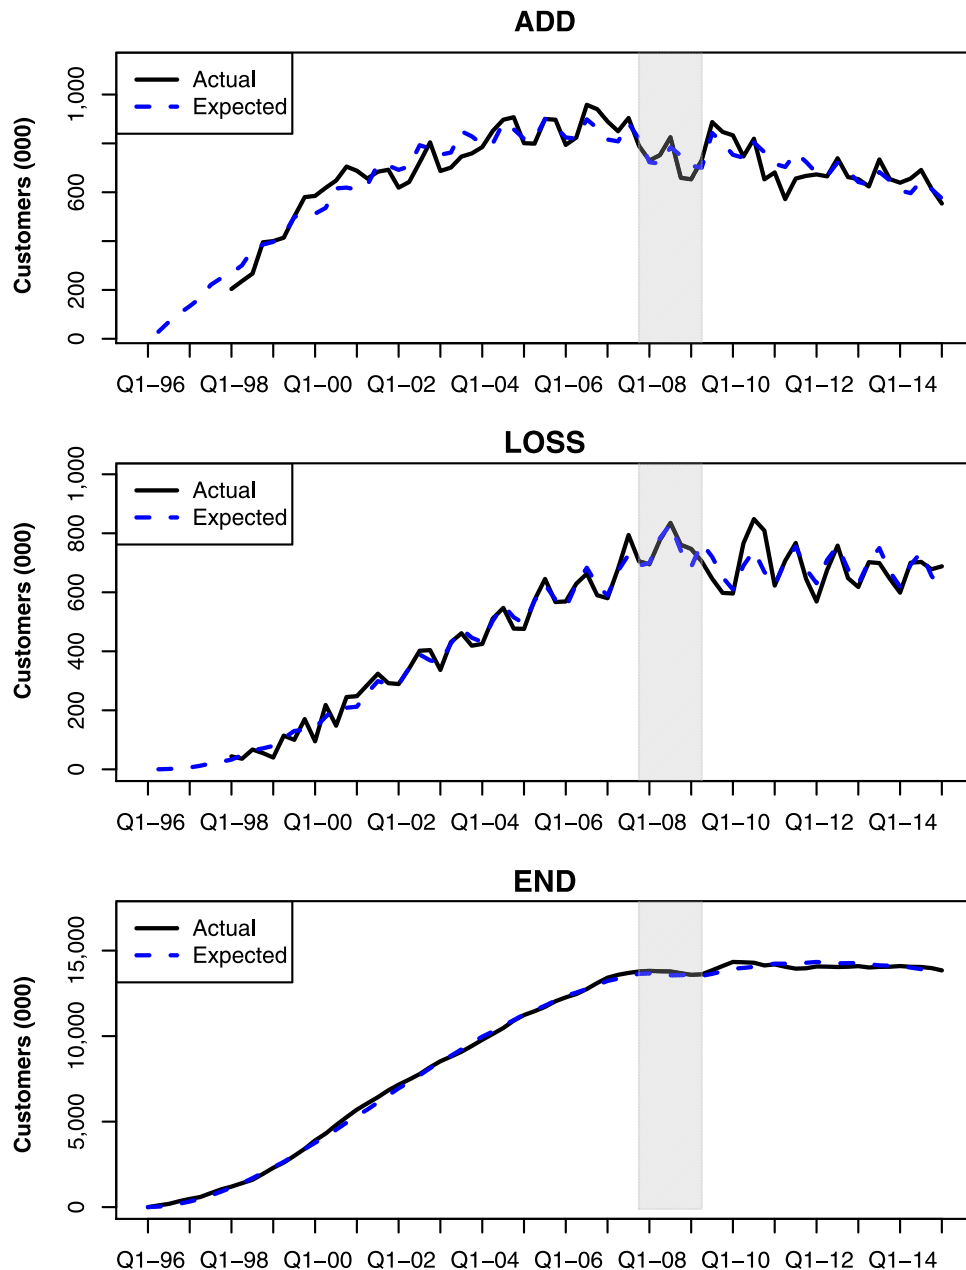 ADD
Actual
Expected
Customers (000)
1,000
600
200
0
Q1–96 Q1–98 Q1–00 Q1–02 Q1–04 Q1–06 Q1–08 Q1–10 Q1–12 Q1–14
LOSS
Actual
Expected
Customers (000)
1,000
800
600
400
200
0
Q1–96 Q1–98 Q1–00 Q1–02 Q1–04 Q1–06 Q1–08 Q1–10 Q1–12 Q1–14
END
Actual
Expected
Customers (000)
15,000
10,000
5,000
0
Q1–96 Q1–98 Q1–00 Q1–02 Q1–04 Q1–06 Q1–08 Q1–10 Q1–12 Q1–14